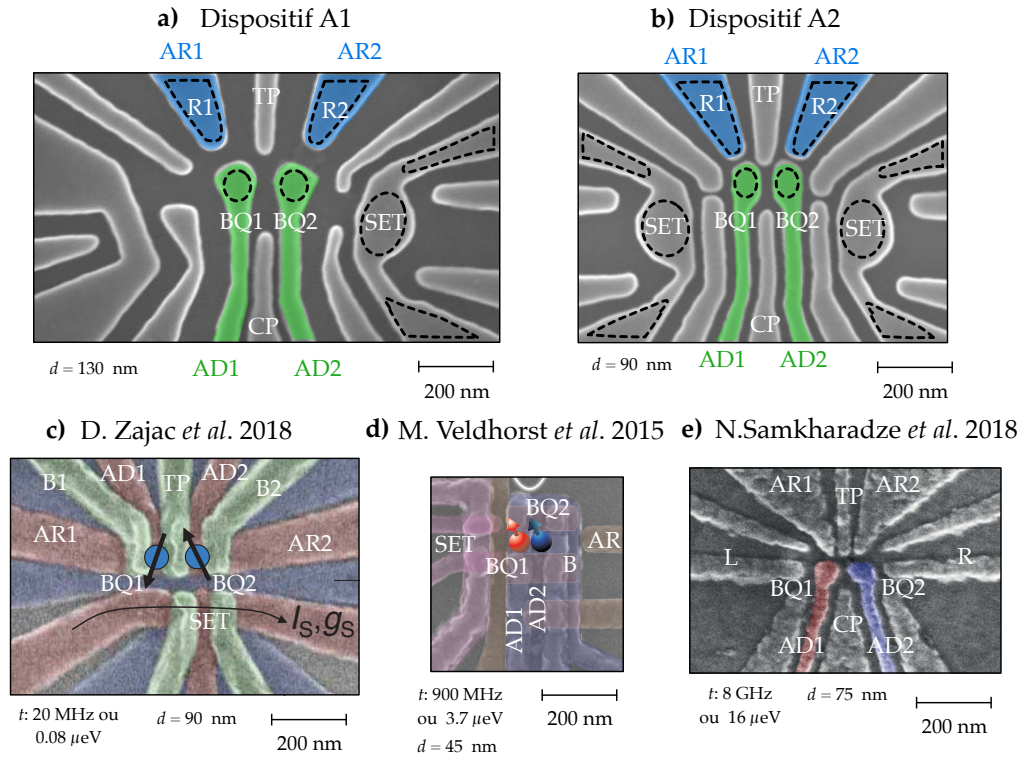 a) Dispositif A1
AR1
AR2
R1
TP
R2
BQ1
BQ2
SET
CP
d = 130 nm
AD1
AD2
200 nm
b) Dispositif A2
AR1
AR2
R1
TP
R2
SET
BQ1
BQ2
SET
CP
d = 90 nm
AD1
AD2
200 nm
c) D. Zajac et al. 2018
B1
AD1
TP
AD2
B2
AR1
AR2
BQ1
BQ2
SET
IS,gS
t: 20 MHz ou
0.08 µeV
d = 90 nm
200 nm
d) M. Veldhorst et al. 2015
BQ2
SET
AR
BQ1
B
AD1
AD2
t: 900 MHz
ou 3.7 µeV
d = 45 nm
200 nm
e) N.Samkharadze et al. 2018
AR1
TP
AR2
L
R
BQ1
BQ2
CP
AD1
AD2
t: 8 GHz
ou 16 µeV
d = 75 nm
200 nm